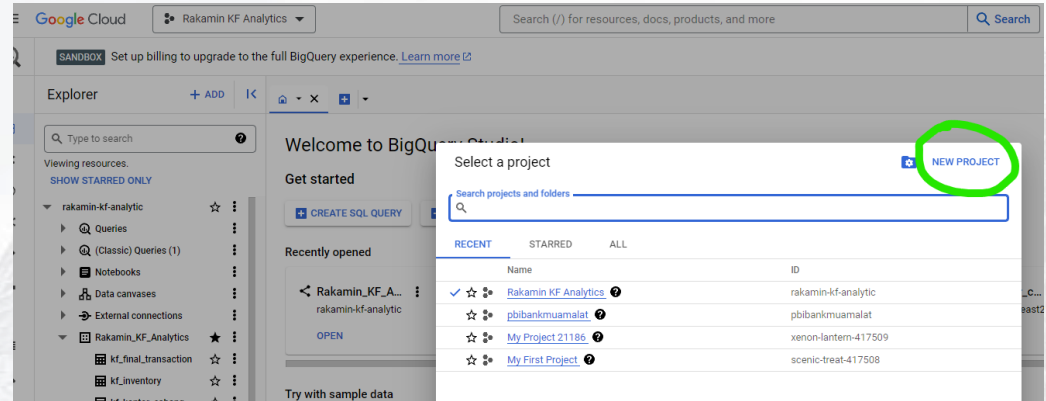 Google Cloud
Rakamin KF Analytics
Search (/) for resources, docs, products, and more
Search
SANDBOX Set up billing to upgrade to the full BigQuery experience. Learn more
Explorer
+ ADD
Type to search
Viewing resources.
SHOW STARRED ONLY
rakamin-kf-analytic
Queries
(Classic) Queries (1)
Notebooks
Data canvases
External connections
Rakamin_KF_Analytics
kf_final_transaction
kf_inventory
Welcome to BigQu
Get started
CREATE SQL QUERY
Recently opened
Rakamin_KF_A...
rakamin-kf-analytic
OPEN
Try with sample data
Select a project
NEW PROJECT
Search projects and folders
RECENT STARRED ALL
Name ID
Rakamin KF Analytics rakamin-kf-analytic
pbibankmuamalat pbibankmuamalat
My Project 21186 xenon-lantern-417509
My First Project scenic-treat-417508